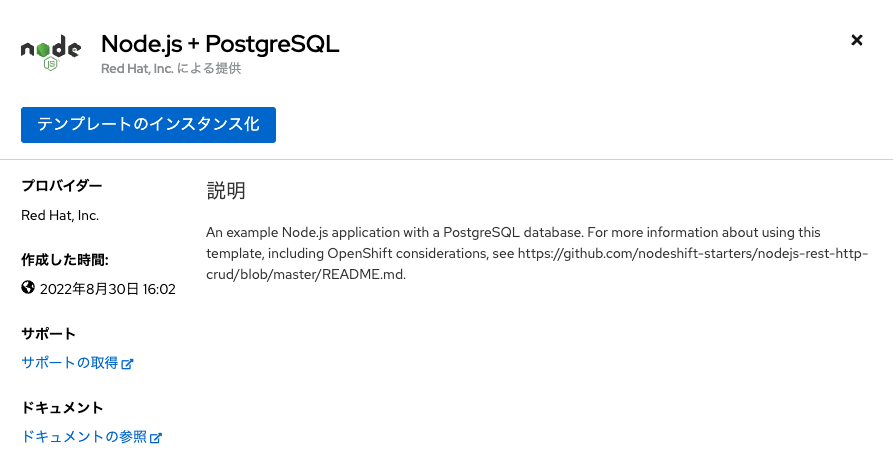 node
JS
Node.js + PostgreSQL
Red Hat, Inc. による提供
テンプレートのインスタンス化
プロバイダー
Red Hat, Inc.
作成した時間:
2022年8月30日 16:02
サポート
サポートの取得
ドキュメント
ドキュメントの参照
説明
An example Node.js application with a PostgreSQL database. For more information about using this
template, including OpenShift considerations, see https://github.com/nodeshift-starters/nodejs-rest-http-
crud/blob/master/README.md.